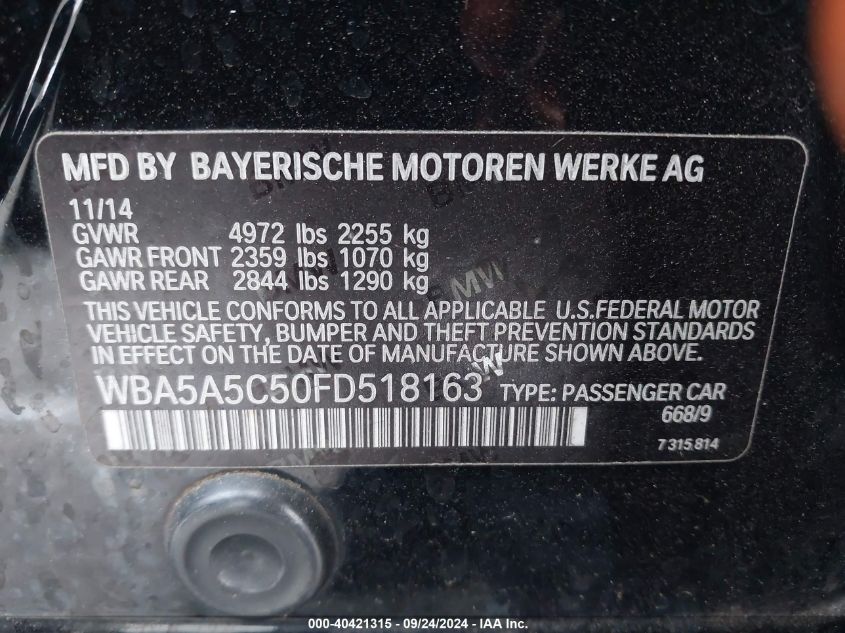 MFD BY BAYERISCHE MOTOREN WERKE AG
11/14
GVWR 4972 lbs 2255 kg
GAWR FRONT 2359 lbs 1070 kg
GAWR REAR 2844 lbs 1290 kg
THIS VEHICLE CONFORMS TO ALL APPLICABLE U.S.FEDERAL MOTOR
VEHICLE SAFETY, BUMPER AND THEFT PREVENTION STANDARDS
IN EFFECT ON THE DATE OF MANUFACTURE SHOWN ABOVE.
WBA5A5C50FD518163 TYPE: PASSENGER CAR
668/9
7 315 814
000-40421315 - 09/24/2024 - © IAA, Inc.